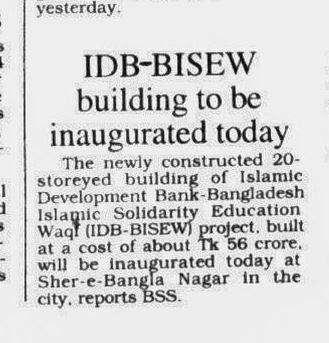 yesterday.
IDB-BISEW
building to be
inaugurated today
The newly constructed 20-
storeyed building of Islamic
Development Bank-Bangladesh
Islamic Solidarity Education
Waqf (IDB-BISEW) project, built
at a cost of about Tk 56 crore,
will be inaugurated today at
Sher-e-Bangla Nagar in the
city, reports BSS.